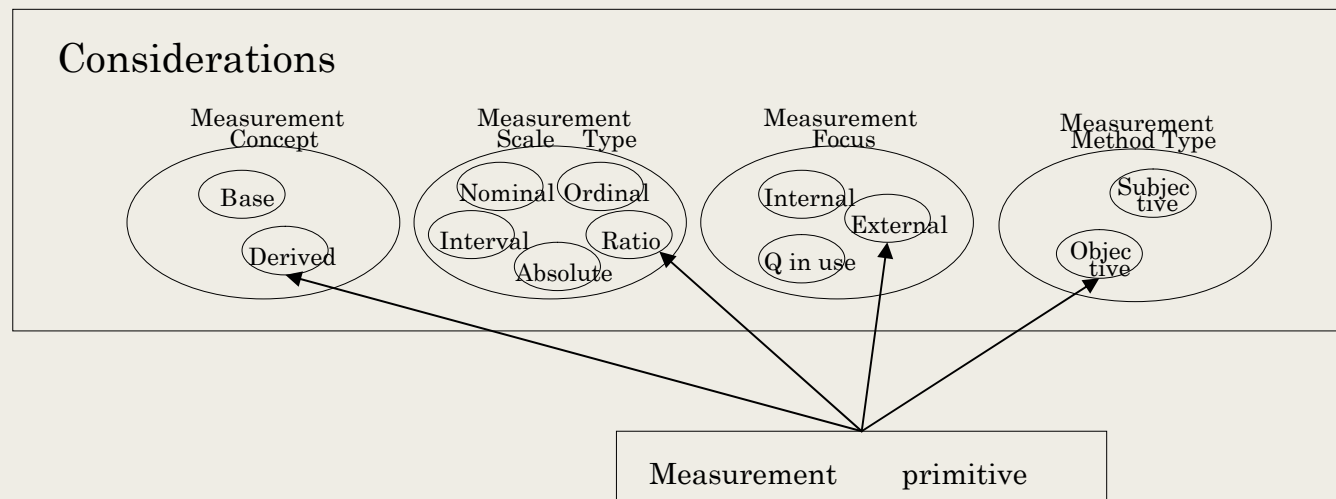 Considerations
Measurement
Concept
Base
Derived
Measurement
Scale Type
Nominal
Ordinal
Interval
Ratio
Absolute
Measurement
Focus
Internal
External
Q in use
Measurement
Method Type
Subjec
tive
Objec
tive
Measurement primitive